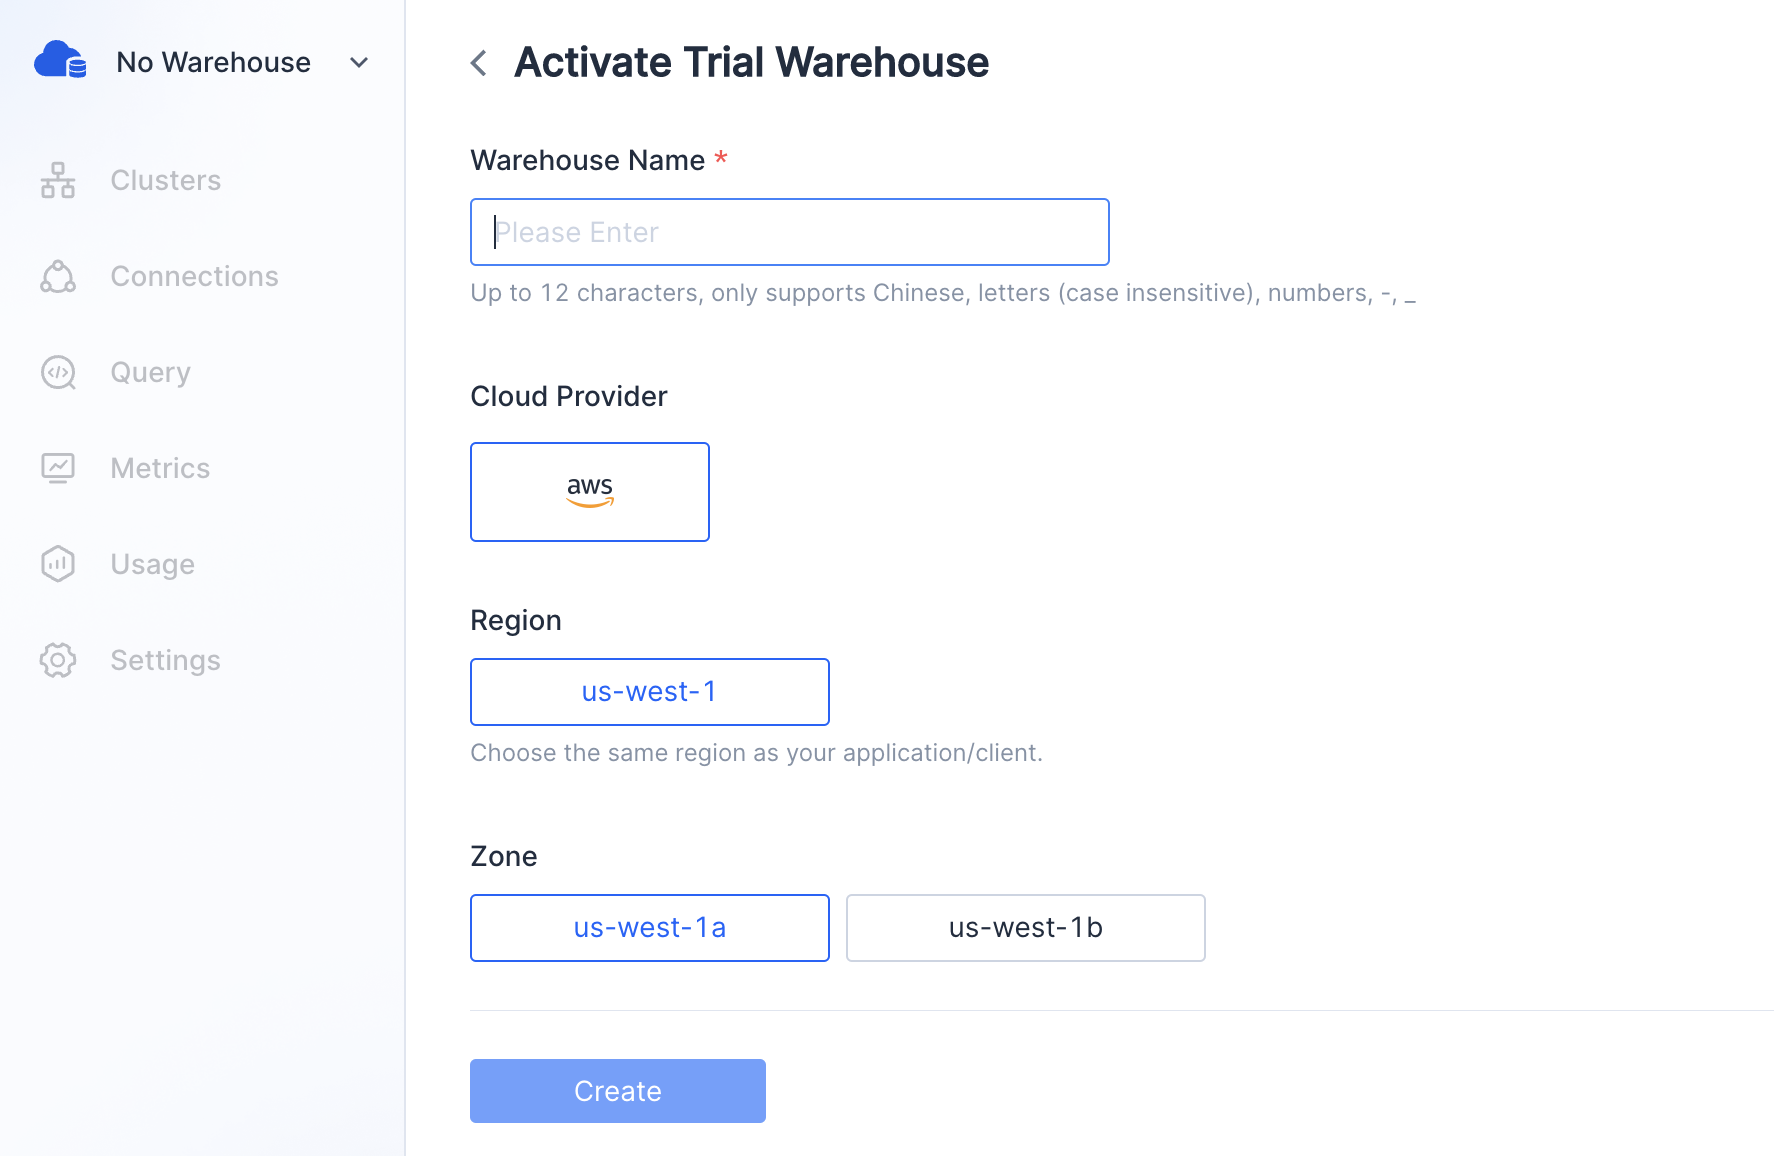 No Warehouse
Clusters
Connections
Query
Metrics
Usage
Settings
Activate Trial Warehouse
Warehouse Name *
Please Enter
Up to 12 characters, only supports Chinese, letters (case insensitive), numbers, -, _
Cloud Provider
aws
Region
us-west-1
Choose the same region as your application/client.
Zone
us-west-1a
us-west-1b
Create